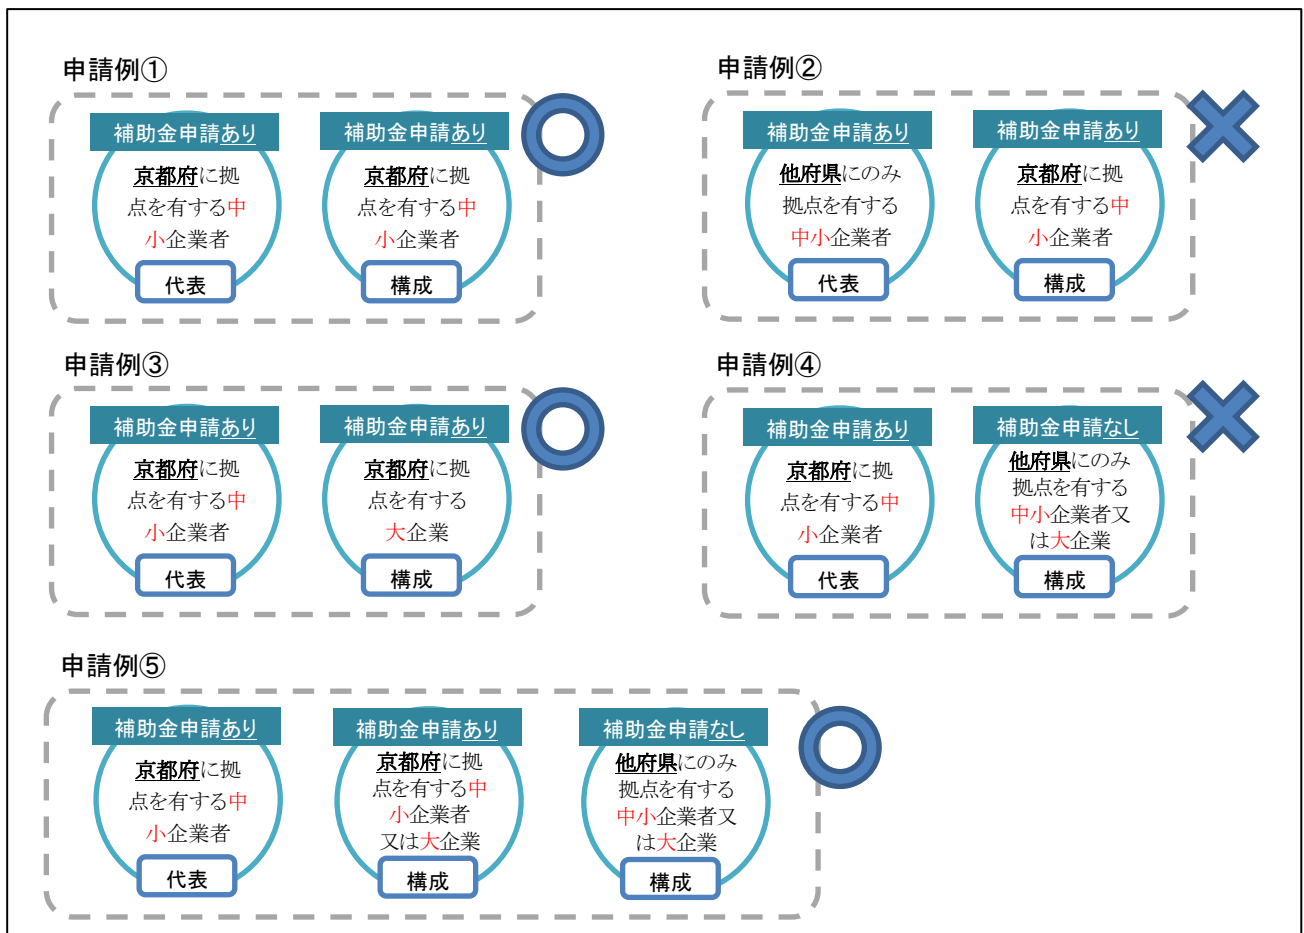 申請例①
補助金申請あり
京都府に拠
点を有する中
小企業者
代表
補助金申請あり
京都府に拠
点を有する中
小企業者
構成
申請例②
補助金申請あり
他府県にのみ
拠点を有する
中小企業者
代表
補助金申請あり
京都府に拠
点を有する中
小企業者
構成
申請例③
補助金申請あり
京都府に拠
点を有する中
小企業者
代表
補助金申請あり
京都府に拠
点を有する
大企業
構成
申請例④
補助金申請あり
京都府に拠
点を有する中
小企業者
代表
補助金申請なし
他府県にのみ
拠点を有する
中小企業者又
は大企業
構成
申請例⑤
補助金申請あり
京都府に拠
点を有する中
小企業者
代表
補助金申請あり
京都府に拠
点を有する中
小企業者
又は大企業
構成
補助金申請なし
他府県にのみ
拠点を有する
中小企業者又
は大企業
構成